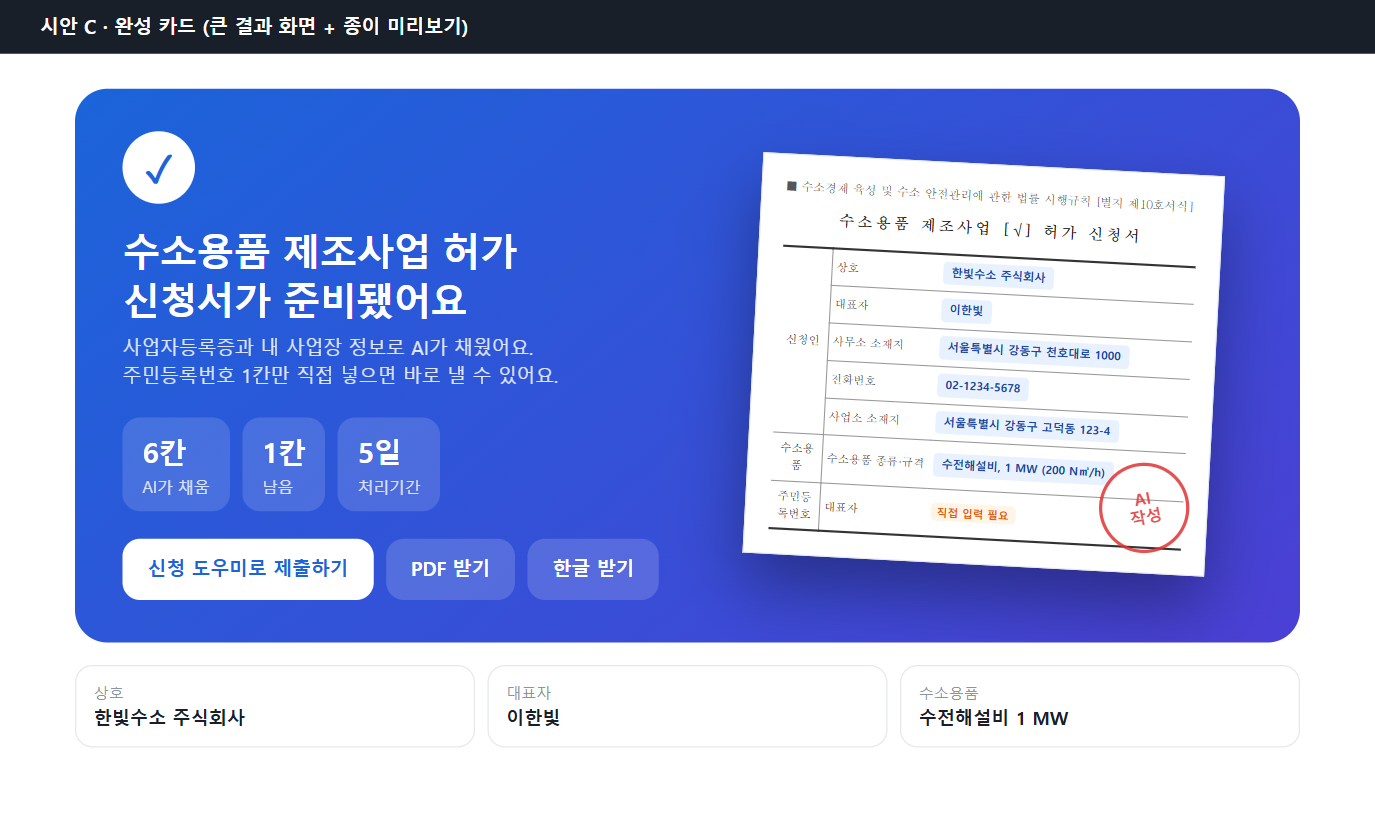 시안 C · 완성 카드 (큰 결과 화면 + 종이 미리보기)
✓
수소용품 제조사업 허가
신청서가 준비됐어요
사업자등록증과 내 사업장 정보로 AI가 채웠어요.
주민등록번호 1칸만 직접 넣으면 바로 낼 수 있어요.
6칸
AI가 채움
1칸
남음
5일
처리기간
신청 도우미로 제출하기
PDF 받기
한글 받기
■ 수소경제 육성 및 수소 안전관리에 관한 법률 시행규칙 [별지 제10호서식]
수소용품 제조사업 [√] 허가 신청서
신청인
상호 한빛수소 주식회사
대표자 이한빛
사무소 소재지 서울특별시 강동구 천호대로 1000
전화번호 02-1234-5678
사업소 소재지 서울특별시 강동구 고덕동 123-4
수소용
품
수소용품 종류·규격 수전해설비, 1 MW (200 N㎥/h)
주민등
록번호
대표자 직접 입력 필요
AI
작성
상호
한빛수소 주식회사
대표자
이한빛
수소용품
수전해설비 1 MW